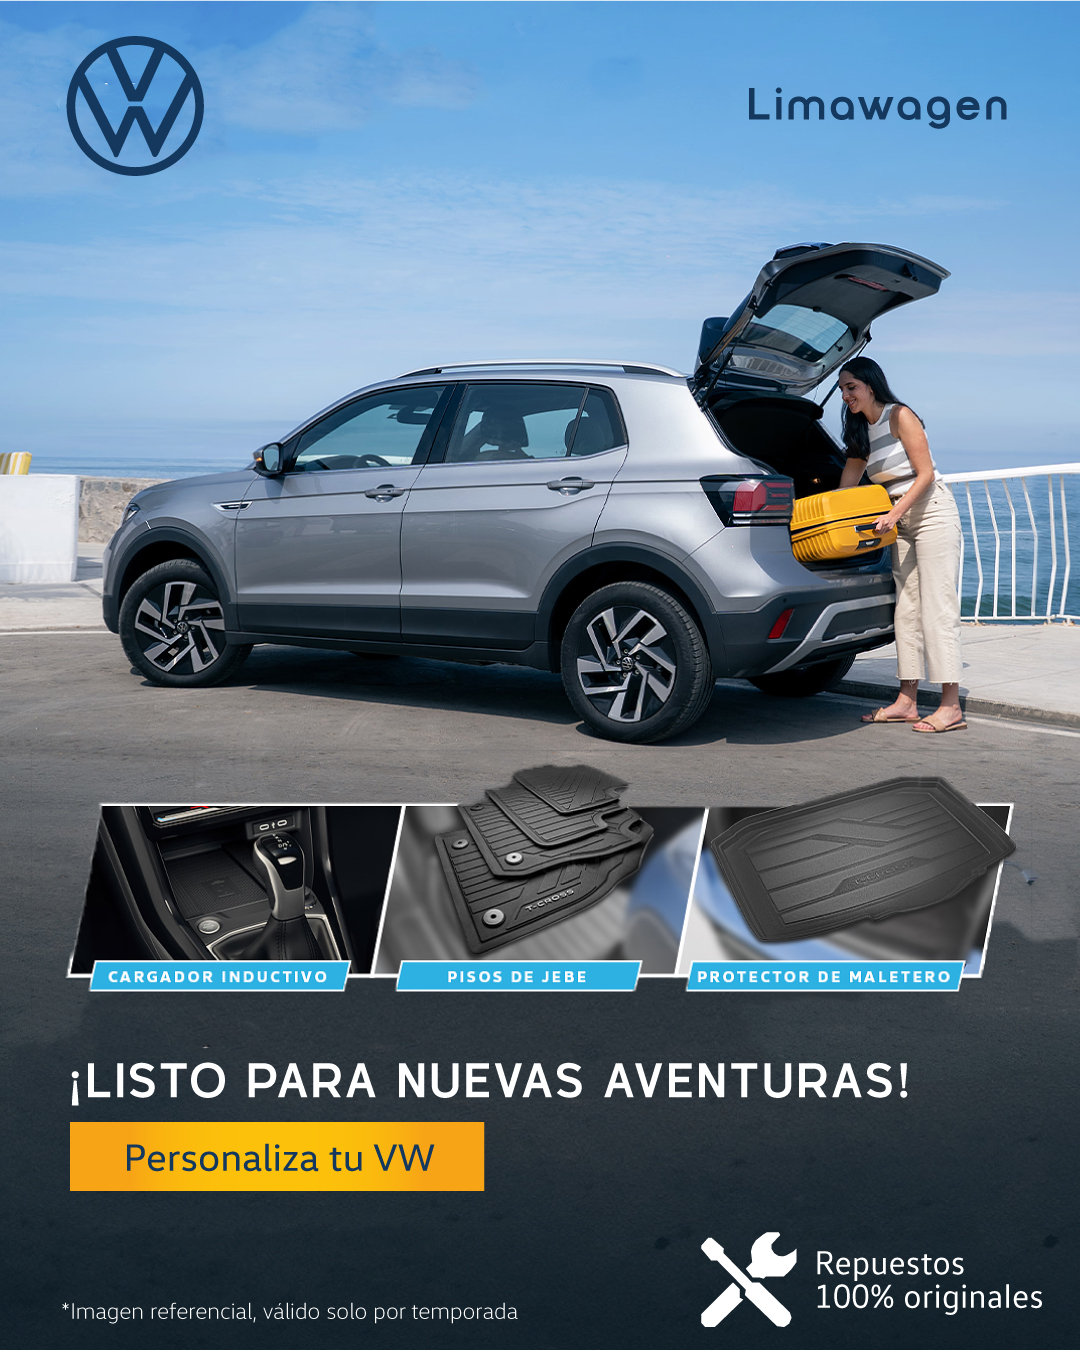 Limawagen
T-CROSS
CARGADOR INDUCTIVO
PISOS DE JEBE
PROTECTOR DE MALETERO
¡LISTO PARA NUEVAS AVENTURAS!
Personaliza tu VW
Repuestos
100% originales
*Imagen referencial, válido solo por temporada